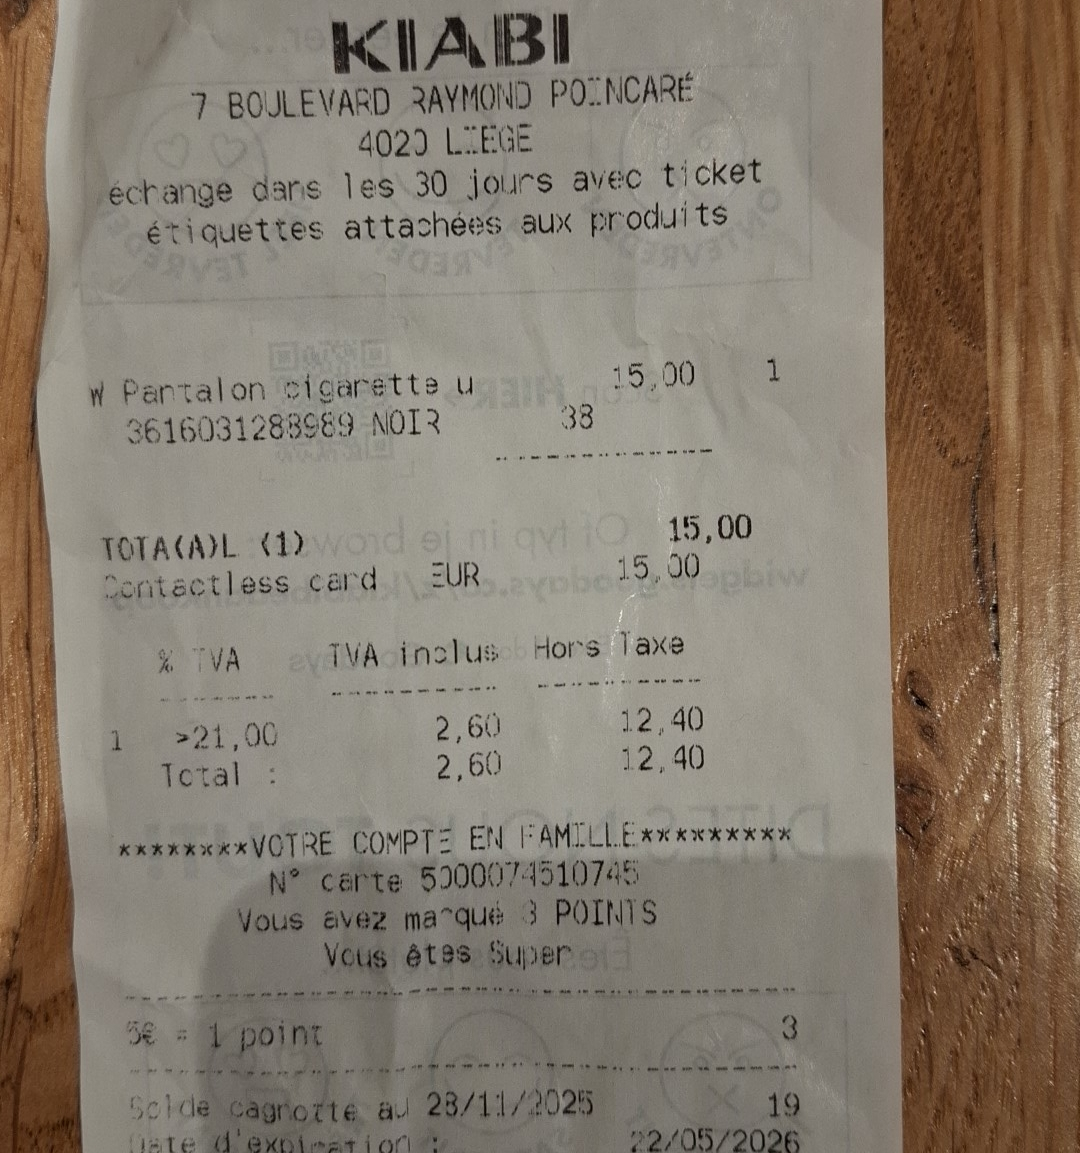 KIABI
7 BOULEVARD RAYMOND POINCARÉ
4020 LIEGE
échange dans les 30 jours avec ticket
étiquettes attachées aux produits
W Pantalon cigarette u 15,00 1
3616031288989 NOIR 38
TOTA(A)L (1) 15,00
Contactless card EUR 15,00
% TVA TVA inclus Hors Taxe
1 >21,00 2,60 12,40
Total : 2,60 12,40
********VOTRE COMPTE EN FAMILLE*********
N° carte 5000074510745
Vous avez marqué 3 POINTS
Vous êtes Super
5€ = 1 point 3
Solde cagnotte au 28/11/2025 19
Date d'expiration : 22/05/2026